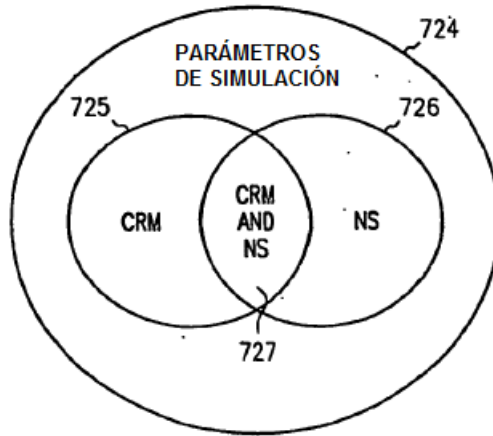 724
PARÁMETROS
DE SIMULACIÓN
725
726
CRM
CRM
AND
NS
NS
727